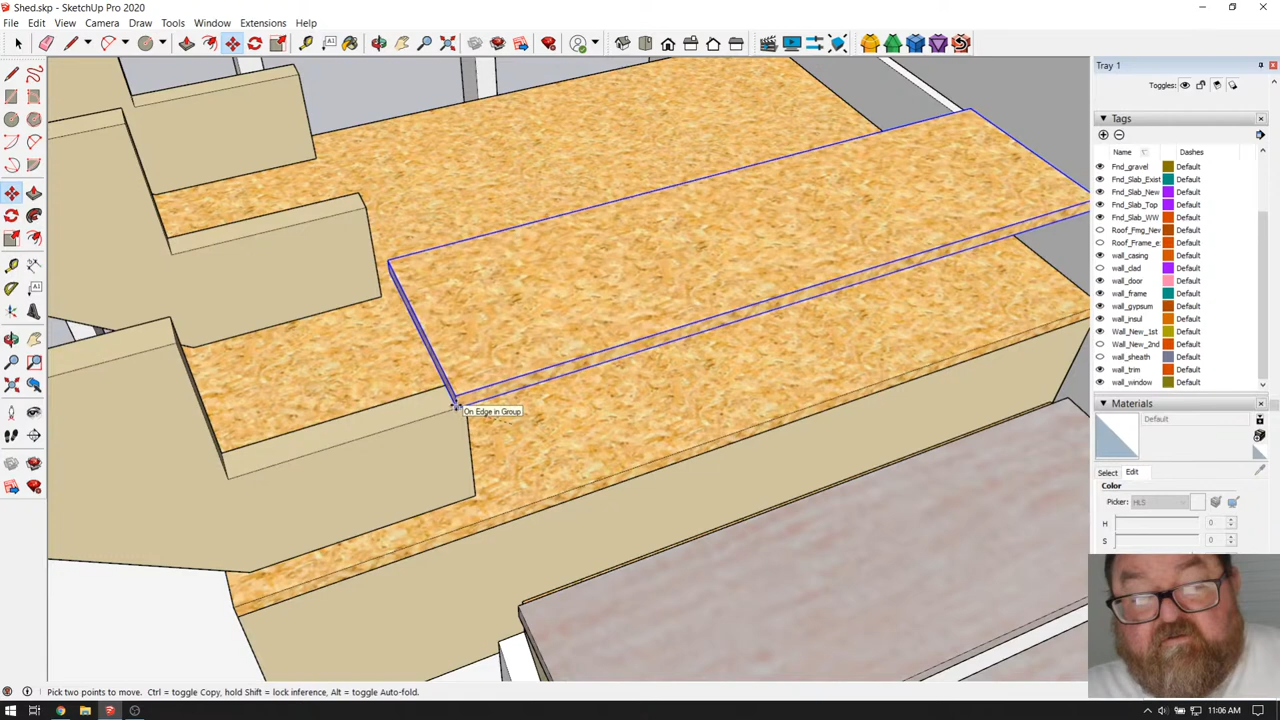 Shed.skp - SketchUp Pro 2020
File Edit View Camera Draw Tools Window Extensions Help
Tray 1
Toggles:
Tags
Name Dashes
Fnd_gravel Default
Fnd_Slab_Exist Default
Fnd_Slab_New Default
Fnd_Slab_Top Default
Fnd_Slab_WW Default
Roof_Fmg_New Default
Roof_Frame_e: Default
wall_casing Default
wall_clad Default
wall_door Default
wall_frame Default
wall_gypsum Default
wall_insul Default
Wall_New_1st Default
Wall_New_2nd Default
wall_sheath Default
wall_trim Default
wall_window Default
Materials
Default
Select Edit
Color
Picker: HLS
H 0
S 0
On Edge in Group
Pick two points to move. Ctrl = toggle Copy, hold Shift = lock inference, Alt = toggle Auto-fold.
11:06 AM